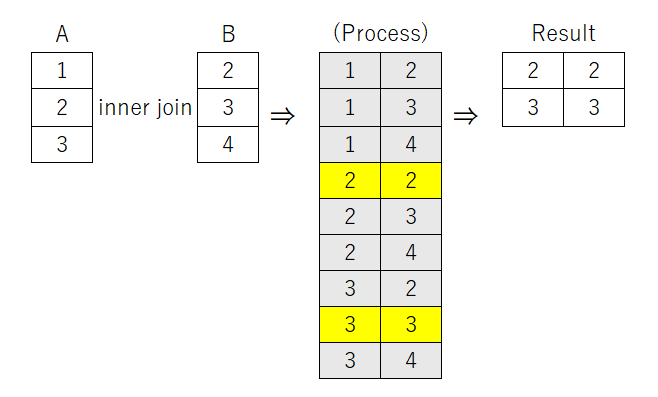 A B (Process) Result
1 2 1 2 2 2
2 inner join 3 ⇒ 1 3 ⇒ 3 3
3 4 1 4
2 2
2 3
2 4
3 2
3 3
3 4